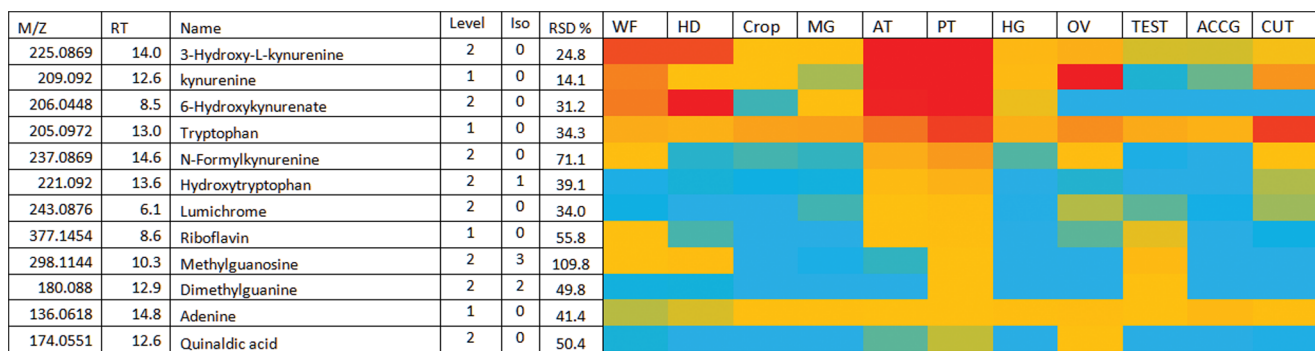 M/Z RT Name Level Iso RSD % WF HD Crop MG AT PT HG OV TEST ACCG CUT
225.0869 14.0 3-Hydroxy-L-kynurenine 2 0 24.8
209.092 12.6 kynurenine 1 0 14.1
206.0448 8.5 6-Hydroxykynurenate 2 0 31.2
205.0972 13.0 Tryptophan 1 0 34.3
237.0869 14.6 N-Formylkynurenine 2 0 71.1
221.092 13.6 Hydroxytryptophan 2 1 39.1
243.0876 6.1 Lumichrome 2 0 34.0
377.1454 8.6 Riboflavin 1 0 55.8
298.1144 10.3 Methylguanosine 2 3 109.8
180.088 12.9 Dimethylguanine 2 2 49.8
136.0618 14.8 Adenine 1 0 41.4
174.0551 12.6 Quinaldic acid 2 0 50.4